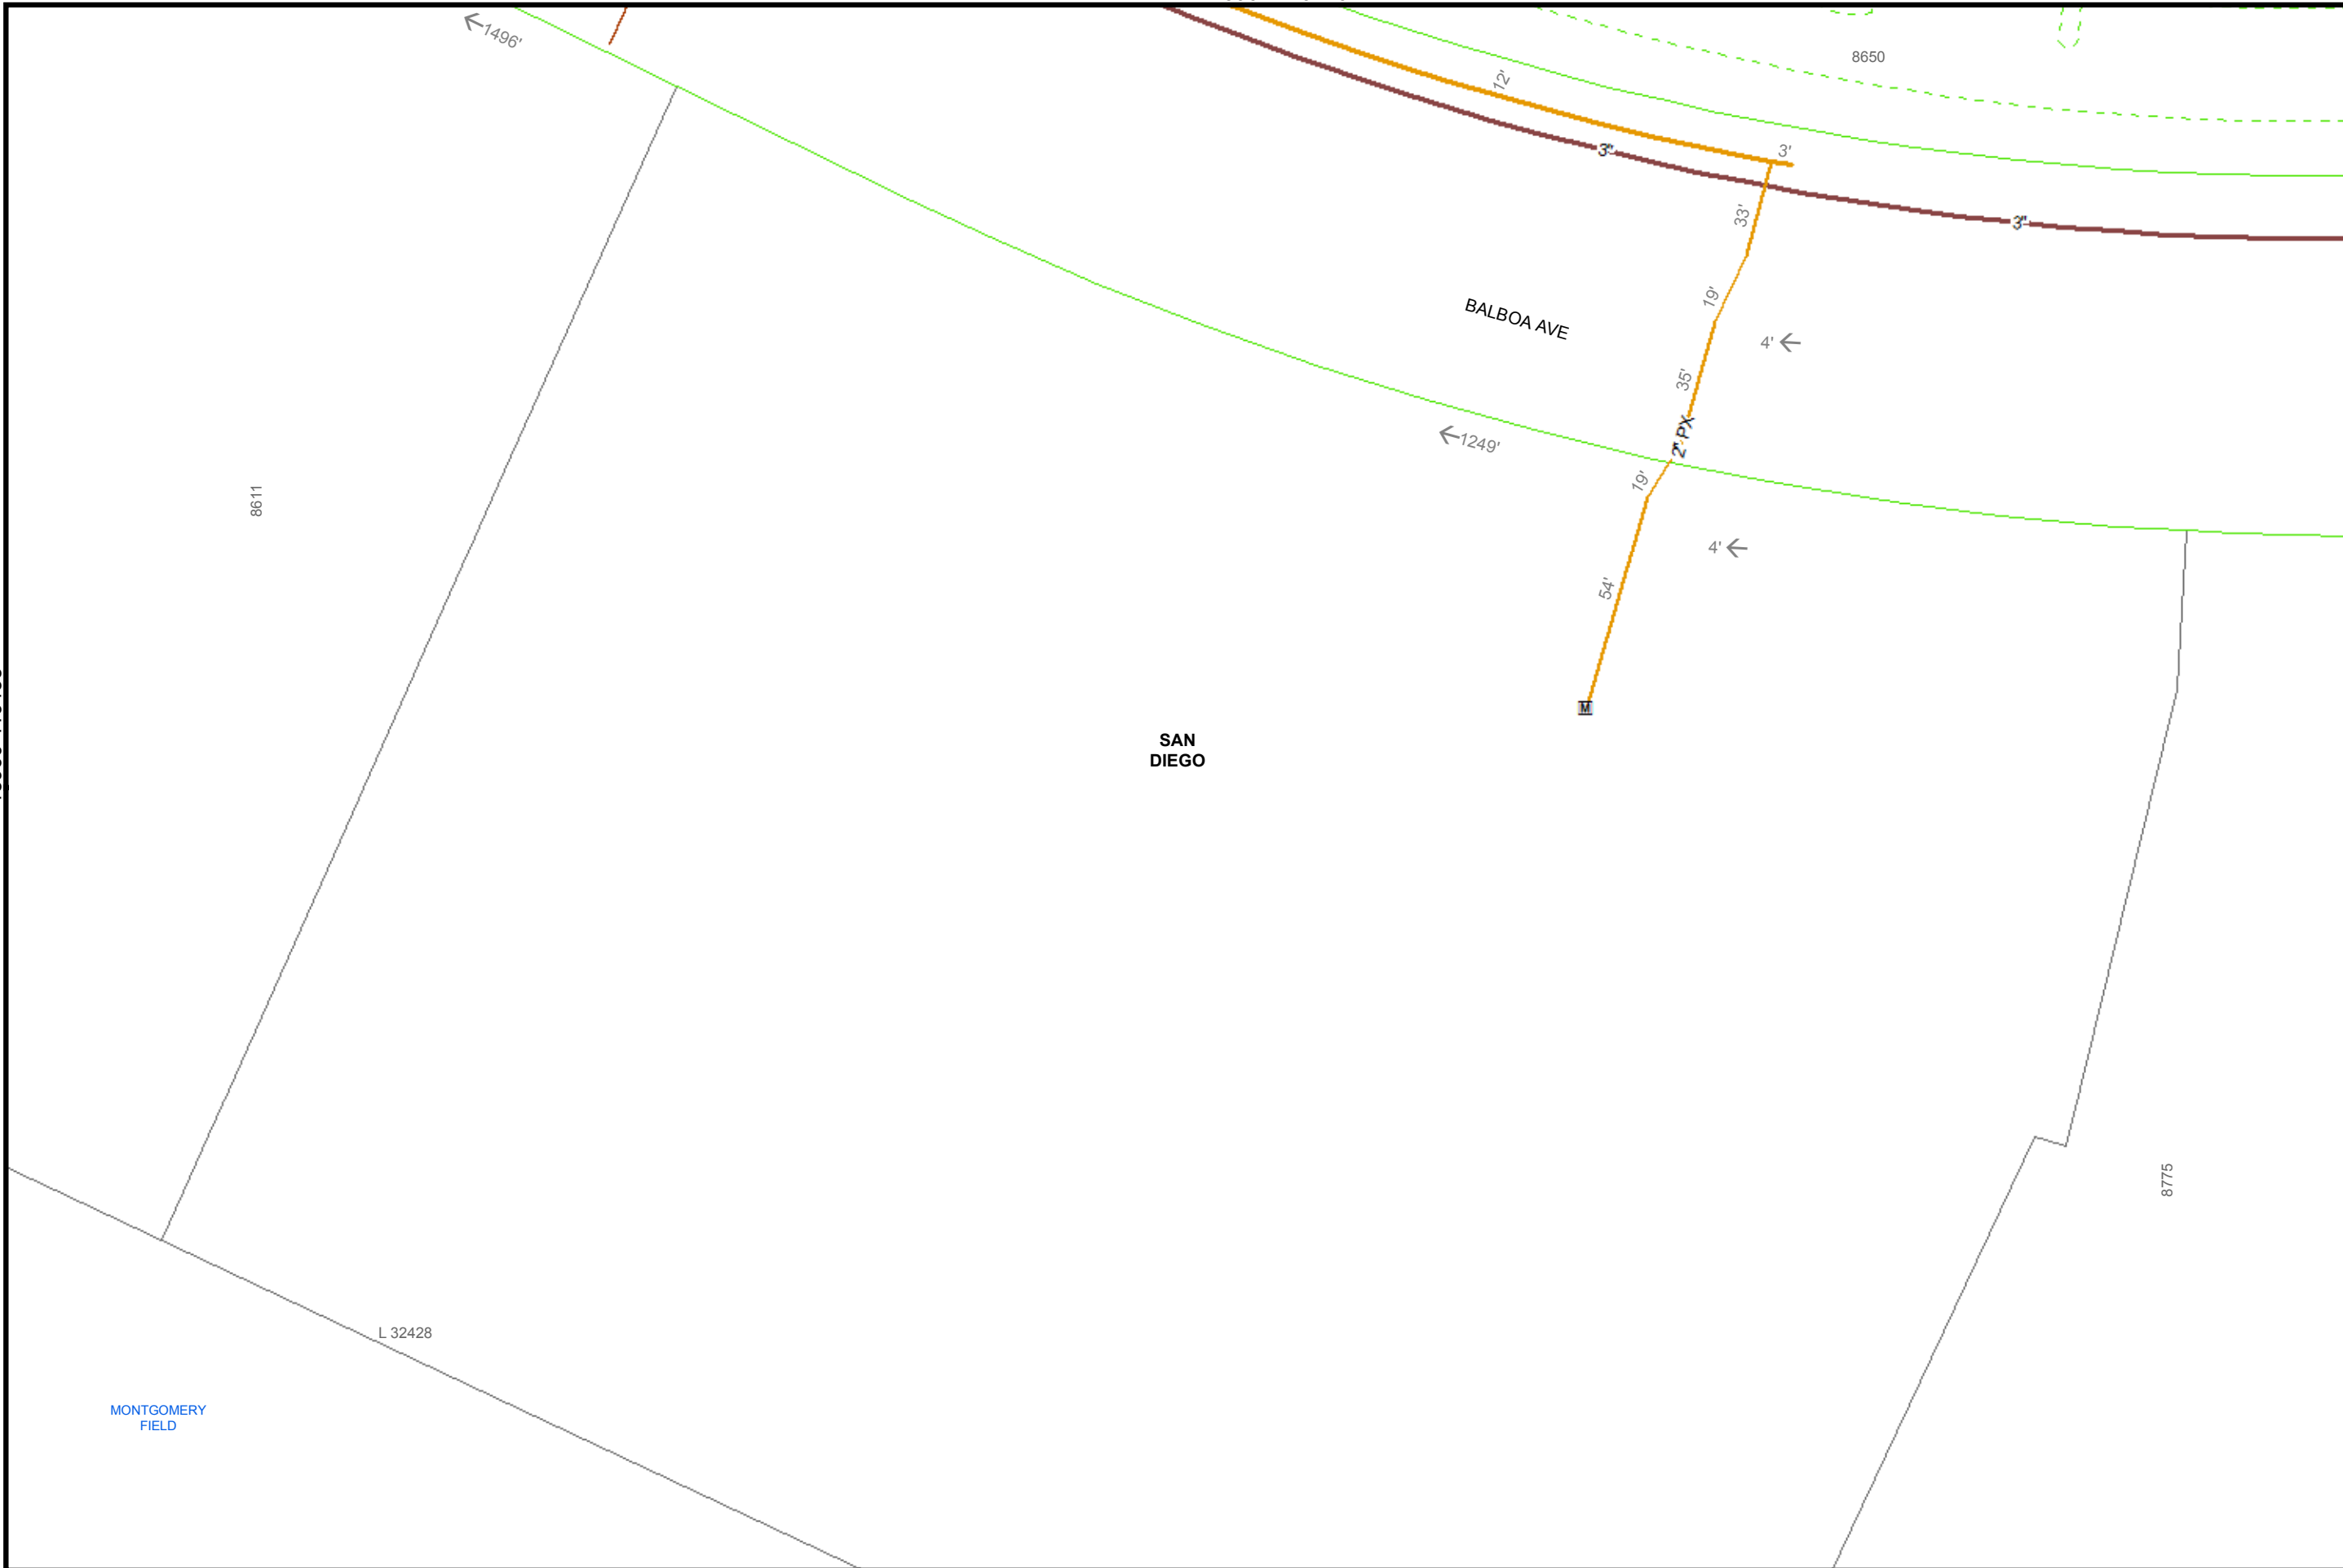 1496'
8650
12'
3'
3"
33'
3"
19'
BALBOA AVE
4'
35'
2" PX
1249'
19'
8611
4'
54'
M
SAN
DIEGO
8775
L 32428
MONTGOMERY
FIELD